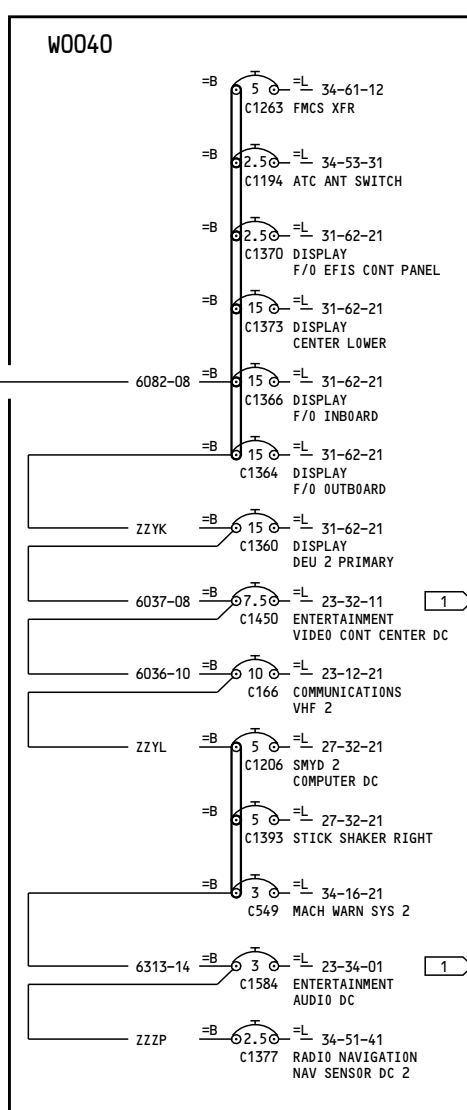 W0040
=B 5 =L 34-61-12
C1263 FMCS XFR
=B 2.5 =L 34-53-31
C1194 ATC ANT SWITCH
=B 2.5 =L 31-62-21
C1370 DISPLAY
F/O EFIS CONT PANEL
=B 15 =L 31-62-21
C1373 DISPLAY
CENTER LOWER
6082-08 =B 15 =L 31-62-21
C1366 DISPLAY
F/O INBOARD
=B 15 =L 31-62-21
C1364 DISPLAY
F/O OUTBOARD
ZZYK =B 15 =L 31-62-21
C1360 DISPLAY
DEU 2 PRIMARY
6037-08 =B 7.5 =L 23-32-11 1
C1450 ENTERTAINMENT
VIDEO CONT CENTER DC
6036-10 =B 10 =L 23-12-21
C166 COMMUNICATIONS
VHF 2
ZZYL =B 5 =L 27-32-21
C1206 SMYD 2
COMPUTER DC
=B 5 =L 27-32-21
C1393 STICK SHAKER RIGHT
=B 3 =L 34-16-21
C549 MACH WARN SYS 2
6313-14 =B 3 =L 23-34-01 1
C1584 ENTERTAINMENT
AUDIO DC
ZZZP =B 2.5 =L 34-51-41
C1377 RADIO NAVIGATION
NAV SENSOR DC 2